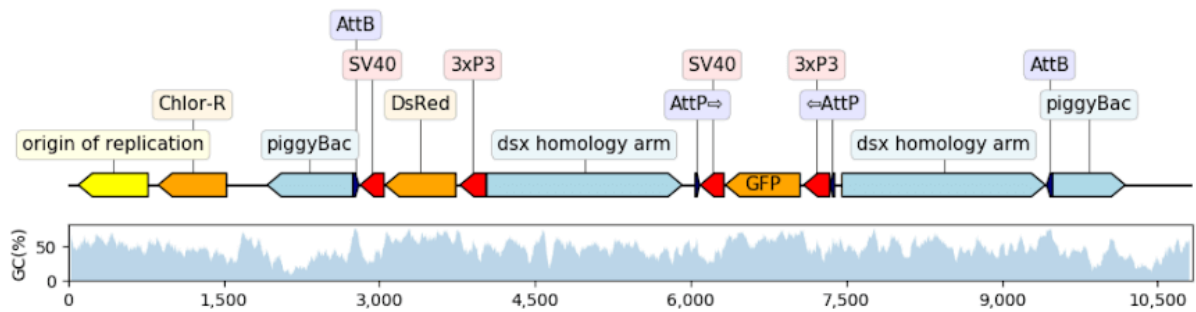 AttB
SV40 3xP3 SV40 3xP3 AttB
Chlor-R DsRed AttP⇨ ⇦AttP piggyBac
origin of replication piggyBac dsx homology arm dsx homology arm
GFP
GC(%)
50
0
0 1,500 3,000 4,500 6,000 7,500 9,000 10,500